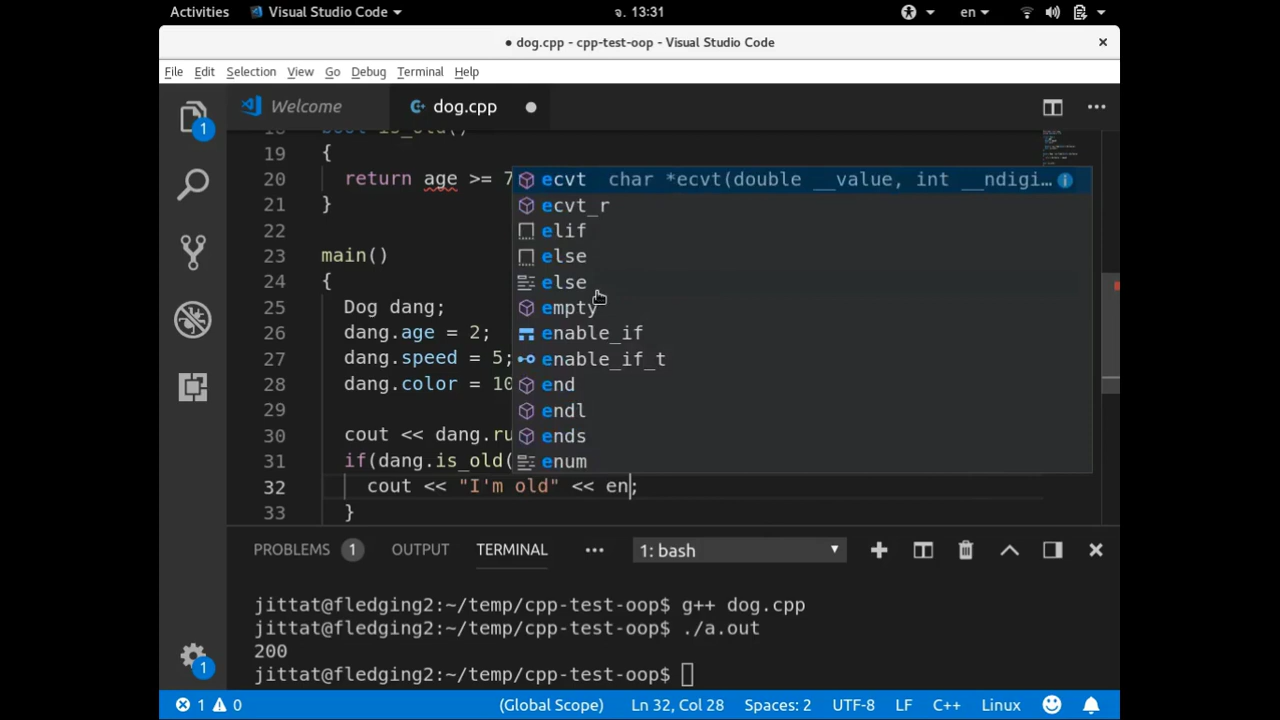 Activities Visual Studio Code จ. 13:31 en
● dog.cpp - cpp-test-oop - Visual Studio Code
File Edit Selection View Go Debug Terminal Help
1 Welcome dog.cpp
18 bool is_old()
19 {
20 return age >= 7
21 }
22
23 main()
24 {
25 Dog dang;
26 dang.age = 2;
27 dang.speed = 5;
28 dang.color = 10
29
30 cout << dang.ru
31 if(dang.is_old(
32 cout << "I'm old" << en;
33 }
ecvt char *ecvt(double __value, int __ndigi…
ecvt_r
elif
else
else
empty
enable_if
enable_if_t
end
endl
ends
enum
PROBLEMS 1 OUTPUT TERMINAL ••• 1: bash
jittat@fledging2:~/temp/cpp-test-oop$ g++ dog.cpp
jittat@fledging2:~/temp/cpp-test-oop$ ./a.out
200
jittat@fledging2:~/temp/cpp-test-oop$
1
1 0 (Global Scope) Ln 32, Col 28 Spaces: 2 UTF-8 LF C++ Linux